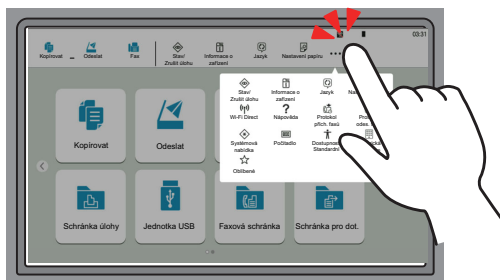 03:31
Kopírovat
Odeslat
Fax
Stav/
Zrušit úlohu
Informace o
zařízení
Jazyk
Nastavení papíru
Stav/
Zrušit úlohu
Informace o
zařízení
Jazyk
Wi-Fi Direct
Nápověda
Protokol
přích. faxů
odes.
Systémová
nabídka
Počitadlo
Dostupnost
Standardní
Oblíbené
Kopírovat
Odeslat
Schránka úlohy
Jednotka USB
Faxová schránka
Schránka pro dot.